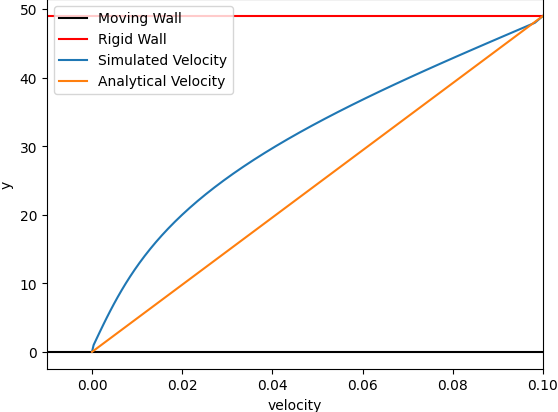 50
40
30
20
10
0
y
Moving Wall
Rigid Wall
Simulated Velocity
Analytical Velocity
0.00 0.02 0.04 0.06 0.08 0.10
velocity